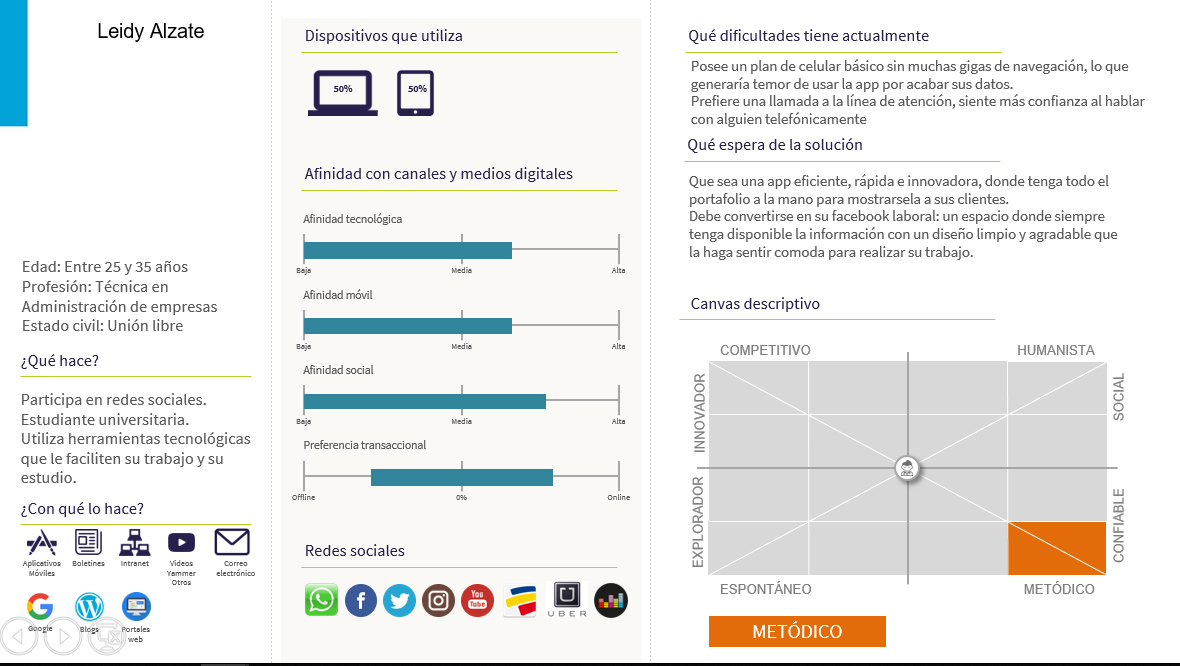 Leidy Alzate
Edad: Entre 25 y 35 años
Profesión: Técnica en
Administración de empresas
Estado civil: Unión libre
¿Qué hace?
Participa en redes sociales.
Estudiante universitaria.
Utiliza herramientas tecnológicas
que le faciliten su trabajo y su
estudio.
¿Con qué lo hace?
Aplicativos
Móviles
Boletines
Intranet
Videos
Yammer
Otros
Correo
electrónico
Google
Blogs
Portales
web
Dispositivos que utiliza
50%
50%
Afinidad con canales y medios digitales
Afinidad tecnológica
Baja
Media
Alta
Afinidad móvil
Baja
Media
Alta
Afinidad social
Baja
Media
Alta
Preferencia transaccional
Offline
0%
Online
Redes sociales
You
Tube
UBER
Qué dificultades tiene actualmente
Posee un plan de celular básico sin muchas gigas de navegación, lo que
generaría temor de usar la app por acabar sus datos.
Prefiere una llamada a la línea de atención, siente más confianza al hablar
con alguien telefónicamente
Qué espera de la solución
Que sea una app eficiente, rápida e innovadora, donde tenga todo el
portafolio a la mano para mostrarsela a sus clientes.
Debe convertirse en su facebook laboral: un espacio donde siempre
tenga disponible la información con un diseño limpio y agradable que
la haga sentir comoda para realizar su trabajo.
Canvas descriptivo
COMPETITIVO
HUMANISTA
INNOVADOR
SOCIAL
EXPLORADOR
CONFIABLE
ESPONTÁNEO
METÓDICO
METÓDICO